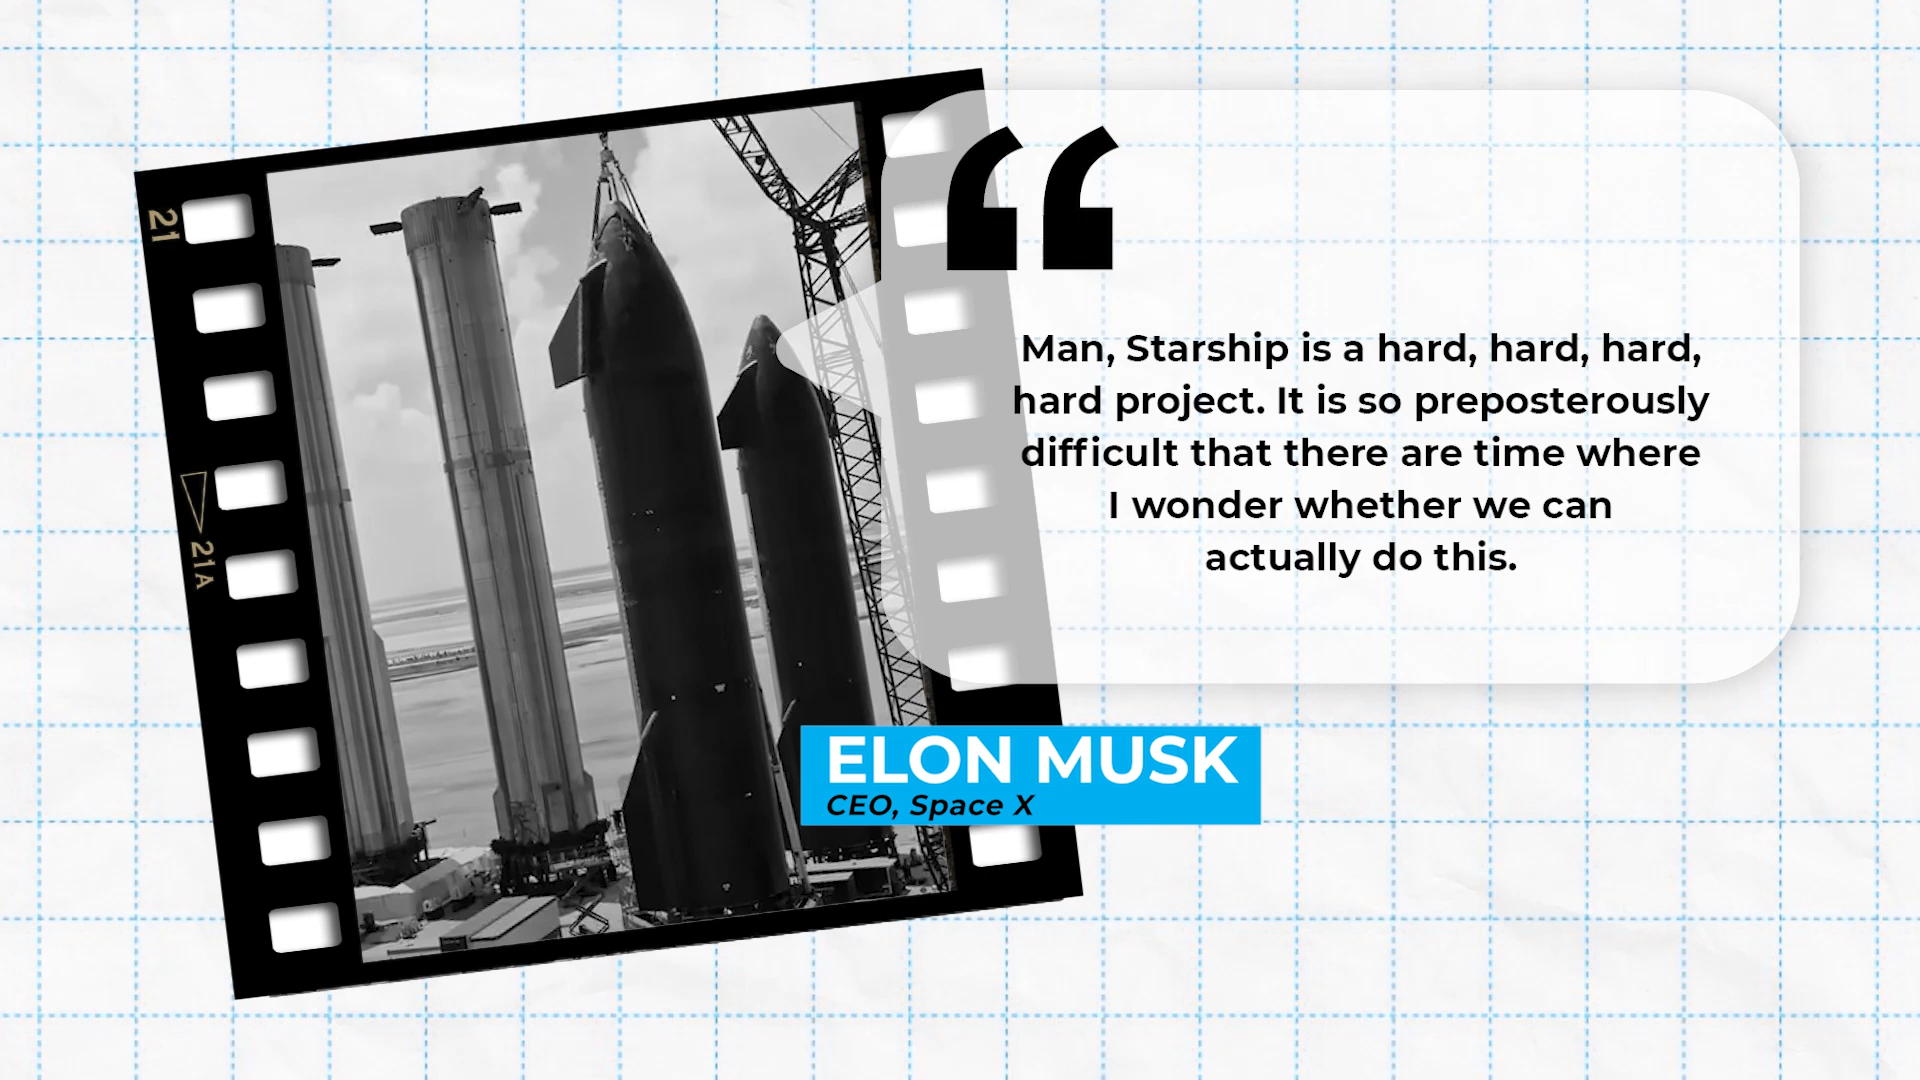 21
21A
“
Man, Starship is a hard, hard, hard,
hard project. It is so preposterously
difficult that there are time where
I wonder whether we can
actually do this.
ELON MUSK
CEO, Space X